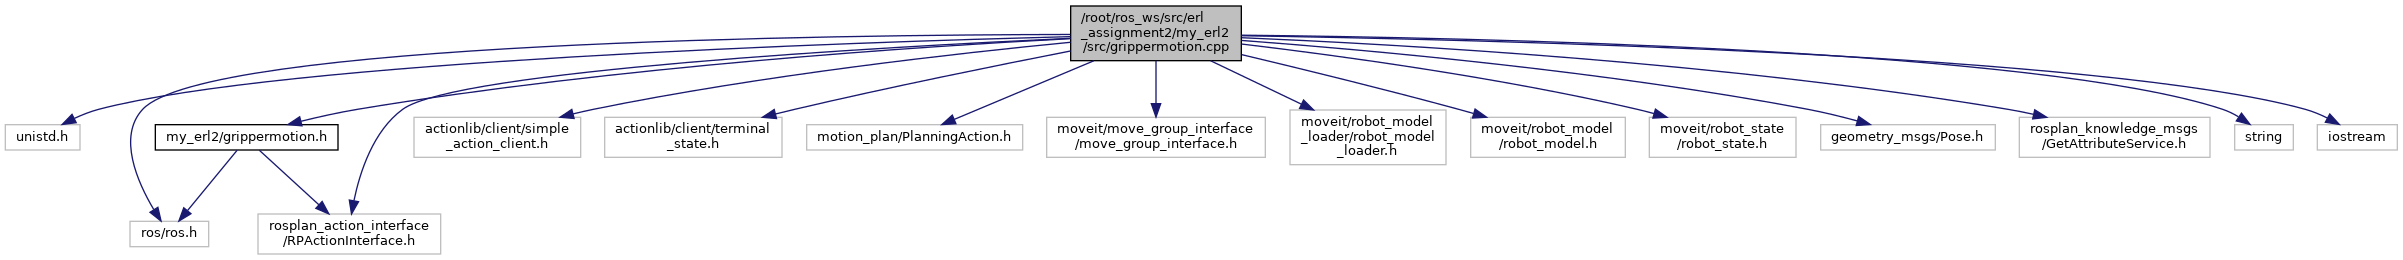 /root/ros_ws/src/erl
_assignment2/my_erl2
/src/grippermotion.cpp
unistd.h
my_erl2/grippermotion.h
actionlib/client/simple
_action_client.h
actionlib/client/terminal
_state.h
motion_plan/PlanningAction.h
moveit/move_group_interface
/move_group_interface.h
moveit/robot_model
_loader/robot_model
_loader.h
moveit/robot_model
/robot_model.h
moveit/robot_state
/robot_state.h
geometry_msgs/Pose.h
rosplan_knowledge_msgs
/GetAttributeService.h
string
iostream
ros/ros.h
rosplan_action_interface
/RPActionInterface.h